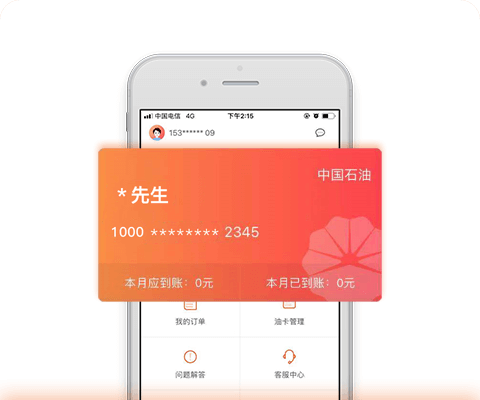 中国电信 4G 下午2:15
153****** 09
中国石油
* 先生
1000 ******** 2345
本月应到账：0元 本月已到账：0元
我的订单 油卡管理
问题解答 客服中心